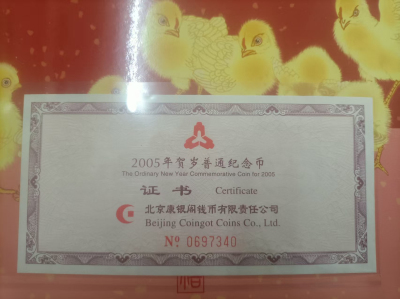 2005年贺岁普通纪念币
The Ordinary New Year Commemorative Coin for 2005
证 书 Certificate
北京康银阁钱币有限责任公司
Beijing Coingot Coins Co., Ltd.
Nº 0697340